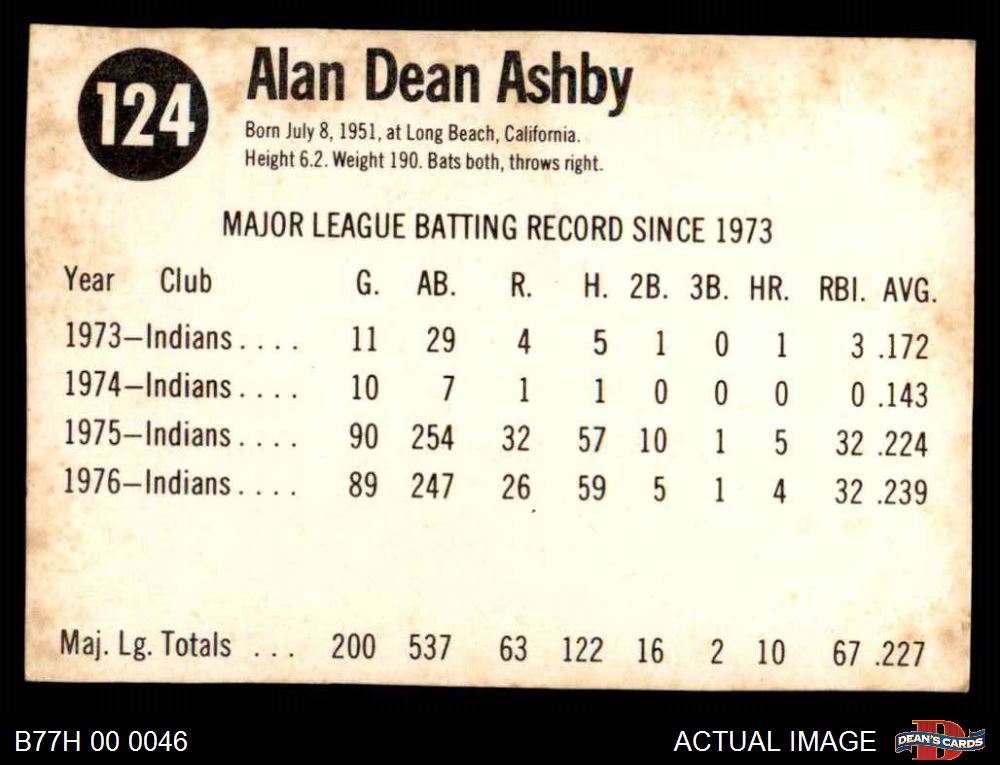 124
Alan Dean Ashby
Born July 8, 1951, at Long Beach, California.
Height 6.2. Weight 190. Bats both, throws right.
MAJOR LEAGUE BATTING RECORD SINCE 1973
Year Club G. AB. R. H. 2B. 3B. HR. RBI. AVG.
1973—Indians.... 11 29 4 5 1 0 1 3 .172
1974—Indians.... 10 7 1 1 0 0 0 0 .143
1975—Indians.... 90 254 32 57 10 1 5 32 .224
1976—Indians.... 89 247 26 59 5 1 4 32 .239
Maj. Lg. Totals ... 200 537 63 122 16 2 10 67 .227
B77H 00 0046 ACTUAL IMAGE D DEAN'S CARDS